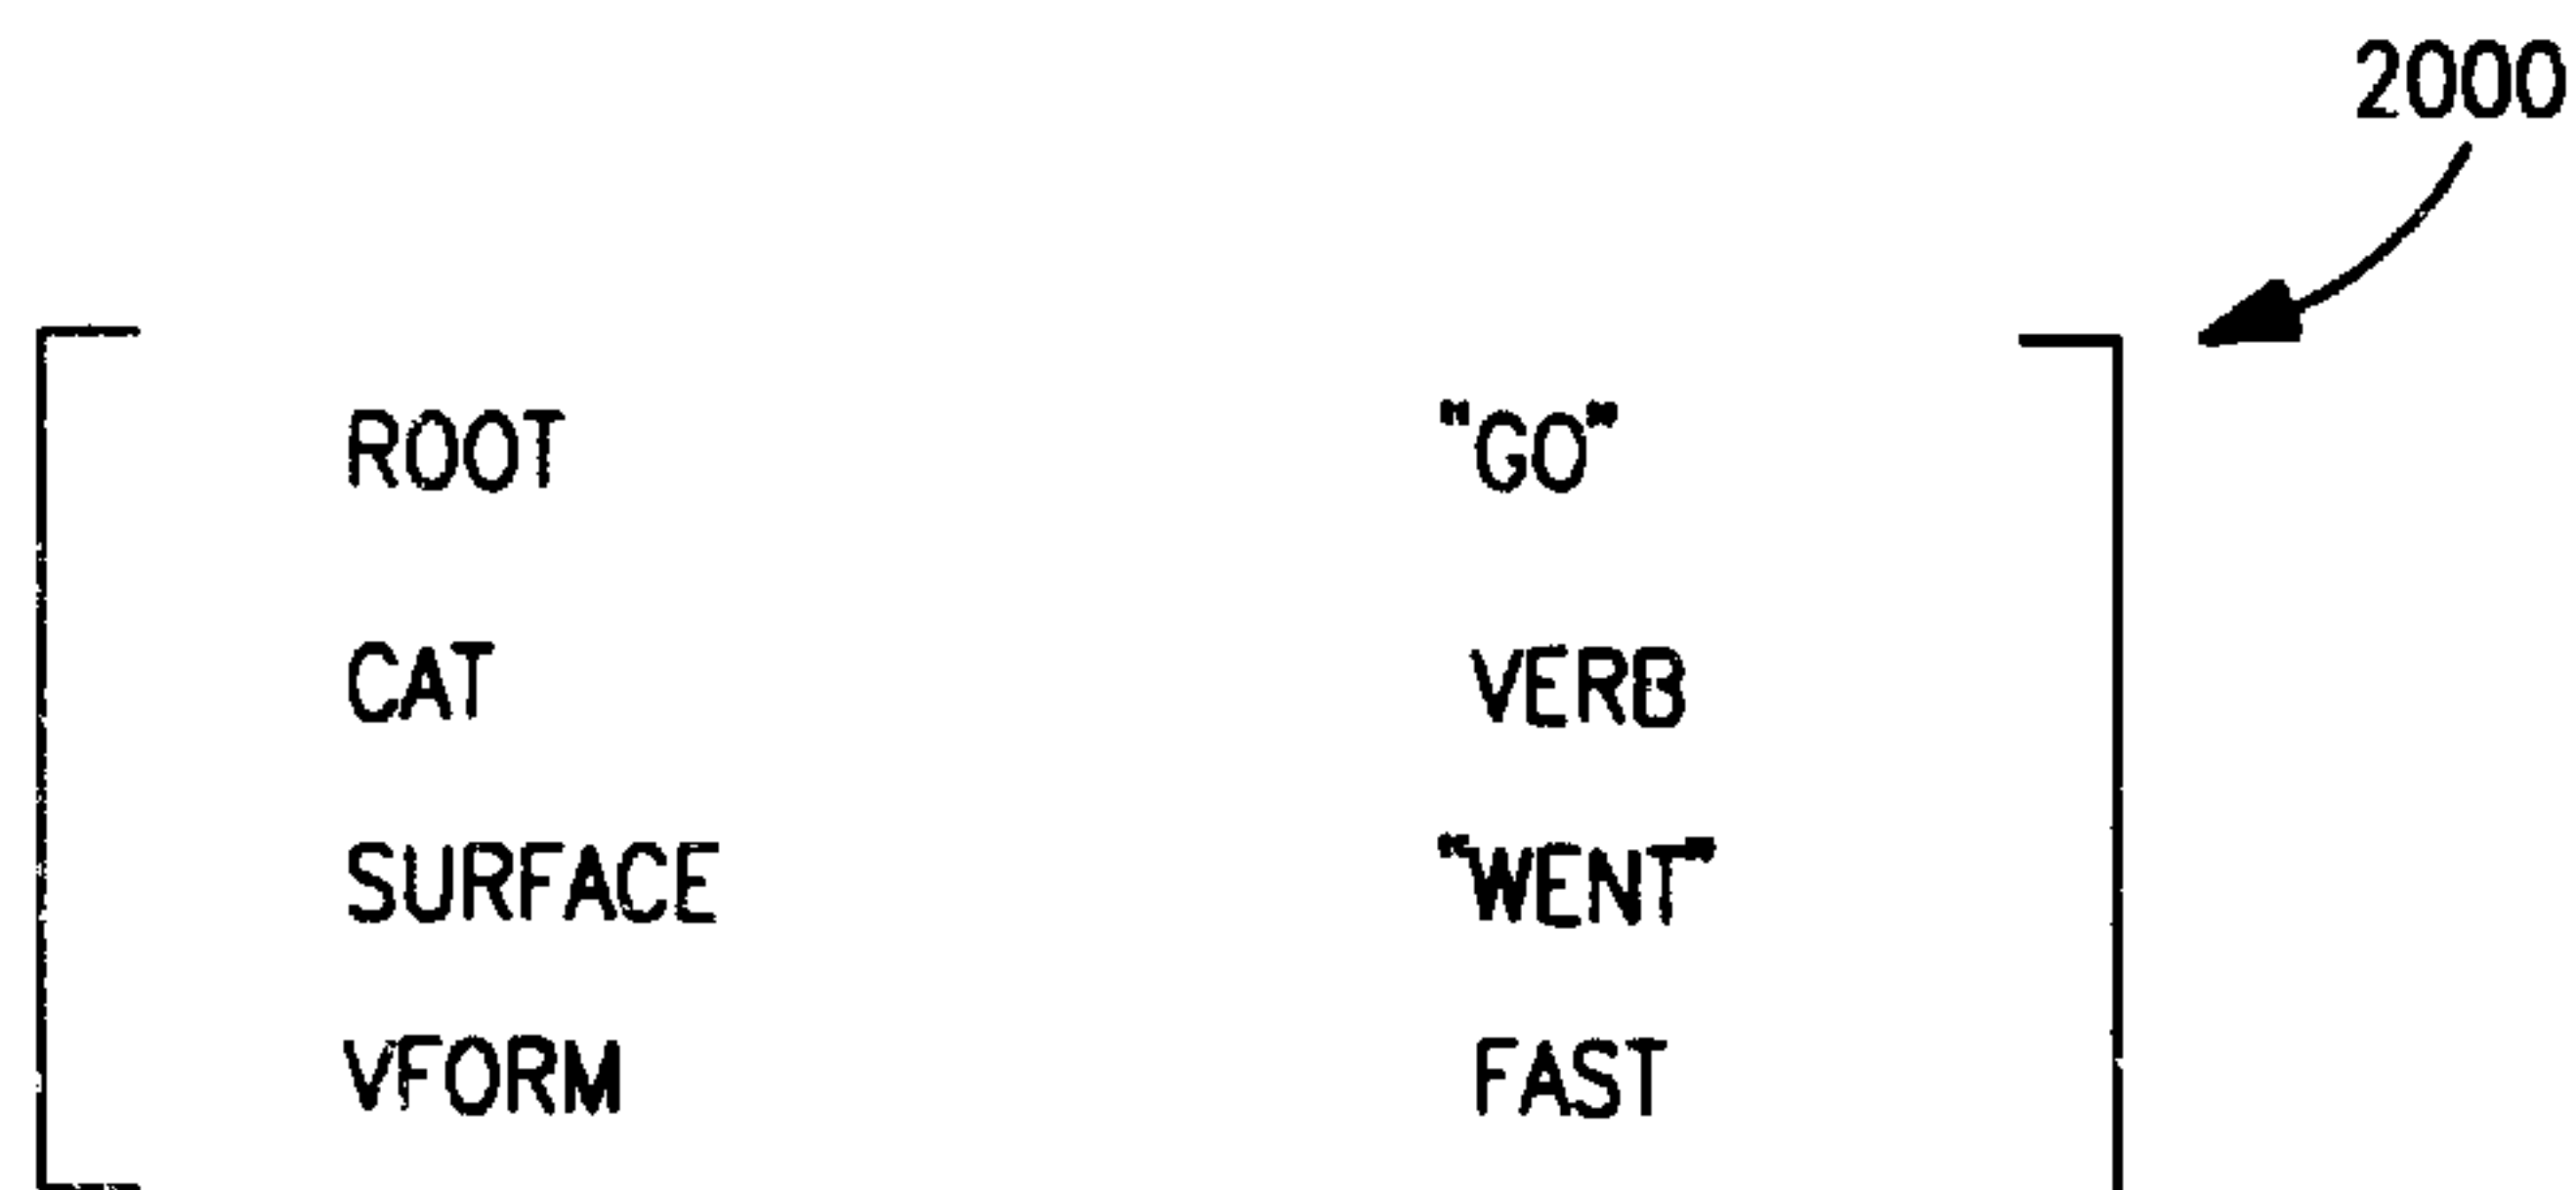 2000
ROOT "GO"
CAT VERB
SURFACE "WENT"
VFORM FAST